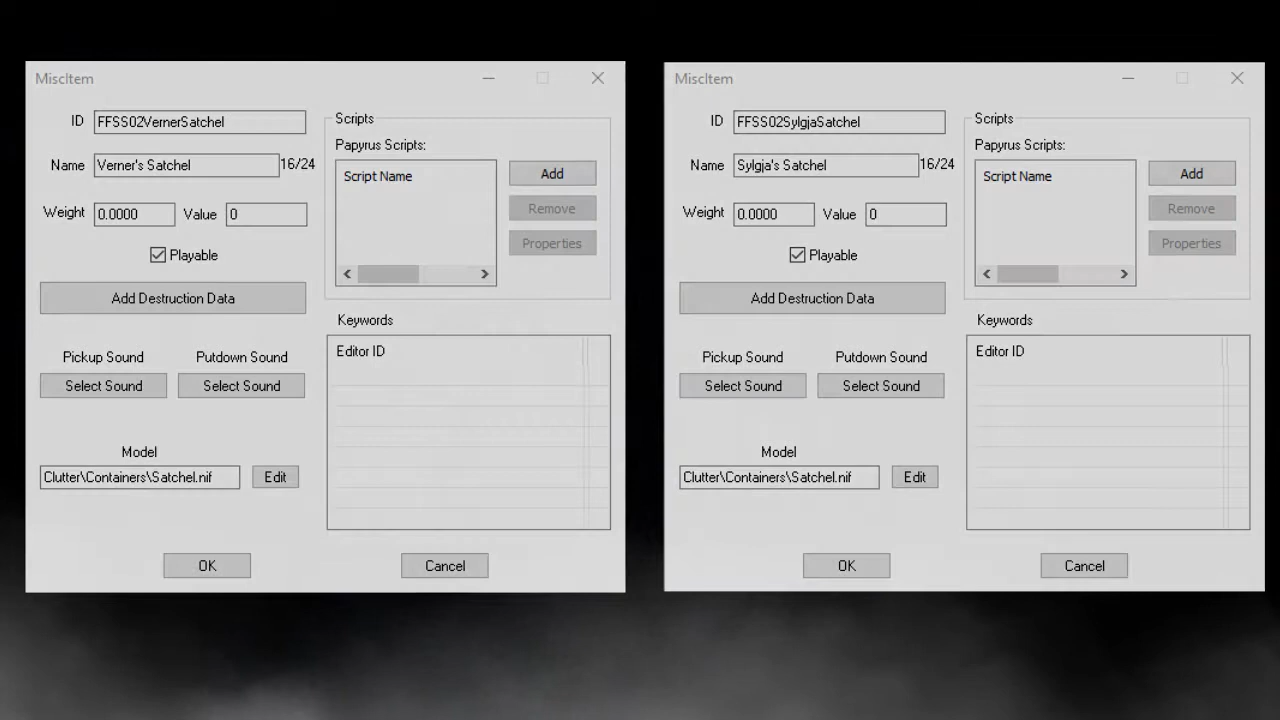 MiscItem
ID FFSS02VernerSatchel
Name Verner's Satchel 16/24
Weight 0.0000 Value 0
Playable
Add Destruction Data
Pickup Sound Putdown Sound
Select Sound Select Sound
Model
Clutter\Containers\Satchel.nif Edit
Scripts
Papyrus Scripts:
Script Name
Add
Remove
Properties
Keywords
Editor ID
OK Cancel
MiscItem
ID FFSS02SylgjaSatchel
Name Sylgja's Satchel 16/24
Weight 0.0000 Value 0
Playable
Add Destruction Data
Pickup Sound Putdown Sound
Select Sound Select Sound
Model
Clutter\Containers\Satchel.nif Edit
Scripts
Papyrus Scripts:
Script Name
Add
Remove
Properties
Keywords
Editor ID
OK Cancel